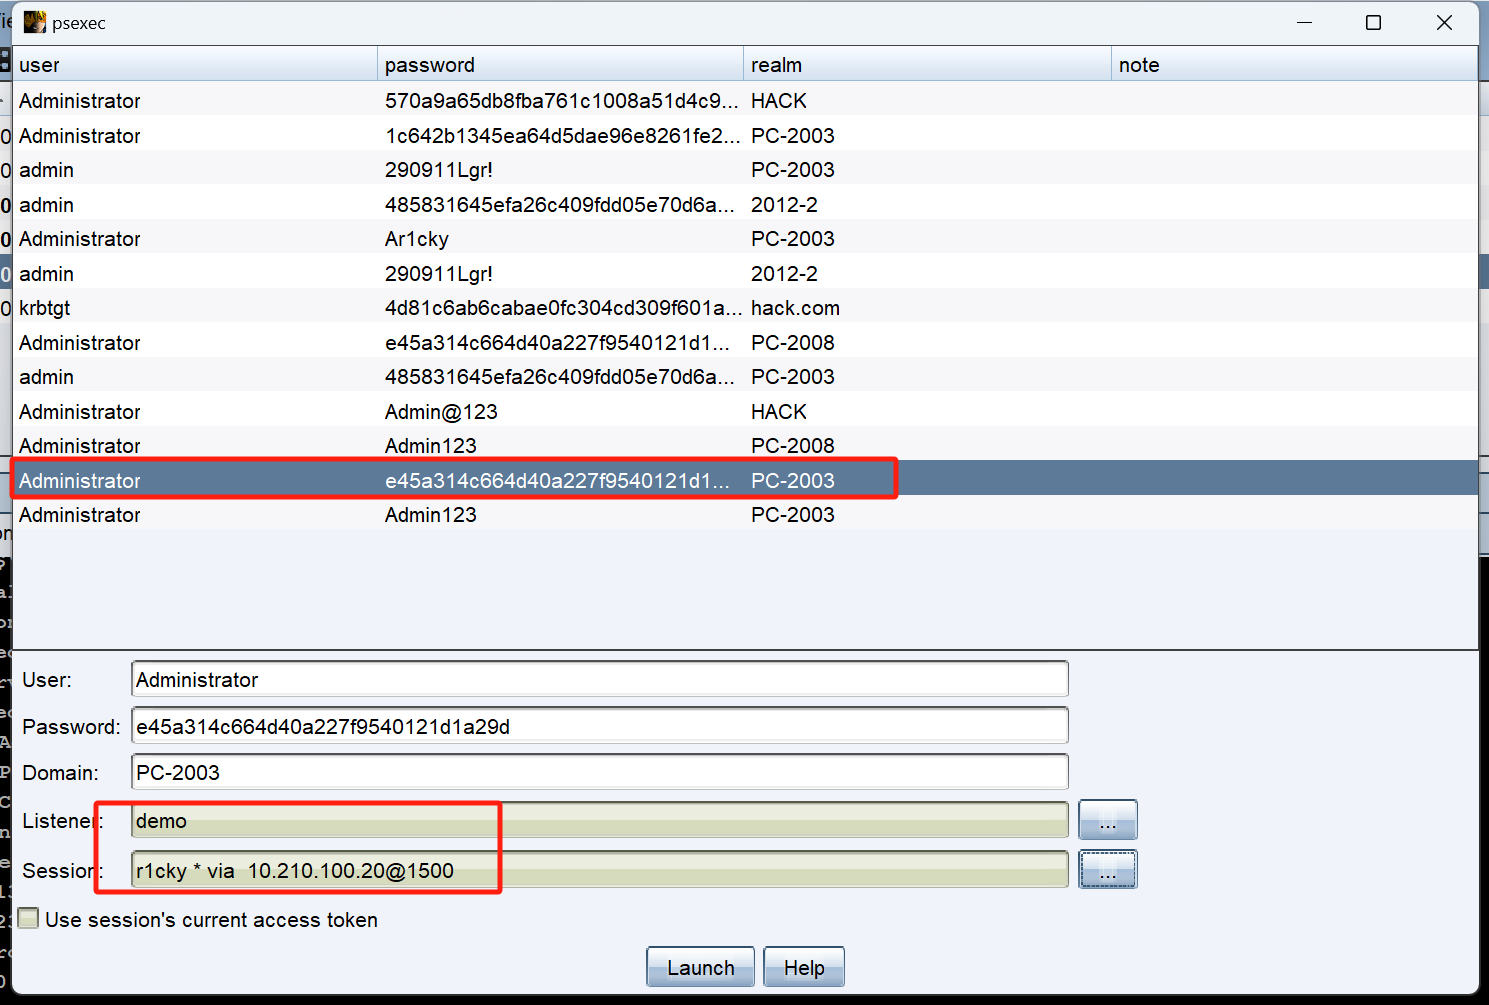 psexec
user password realm note
Administrator 570a9a65db8fba761c1008a51d4c9... HACK
Administrator 1c642b1345ea64d5dae96e8261fe2... PC-2003
admin 290911Lgr! PC-2003
admin 485831645efa26c409fdd05e70d6a... 2012-2
Administrator Ar1cky PC-2003
admin 290911Lgr! 2012-2
krbtgt 4d81c6ab6cabae0fc304cd309f601a... hack.com
Administrator e45a314c664d40a227f9540121d1... PC-2008
admin 485831645efa26c409fdd05e70d6a... PC-2003
Administrator Admin@123 HACK
Administrator Admin123 PC-2008
Administrator e45a314c664d40a227f9540121d1... PC-2003
Administrator Admin123 PC-2003
User: Administrator
Password: e45a314c664d40a227f9540121d1a29d
Domain: PC-2003
Listener: demo ...
Session: r1cky * via 10.210.100.20@1500 ...
Use session's current access token
Launch Help